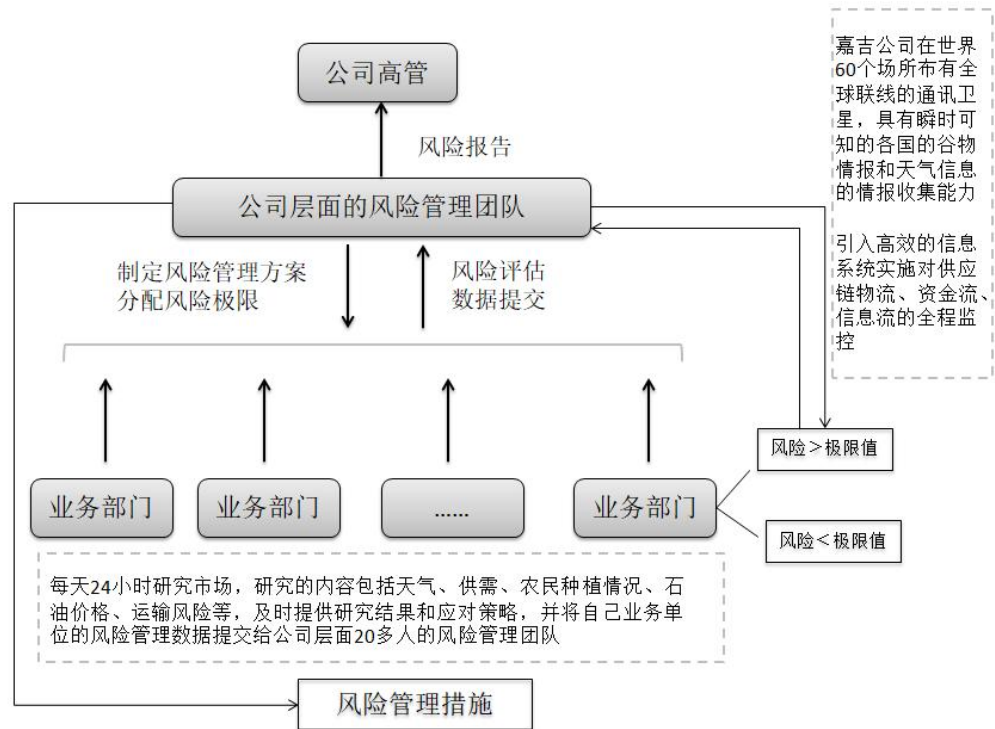 公司高管
风险报告
公司层面的风险管理团队
制定风险管理方案
分配风险极限
风险评估
数据提交
嘉吉公司在世界
60个场所布有全
球联线的通讯卫
星，具有瞬时可
知的各国的谷物
情报和天气信息
的情报收集能力
引入高效的信息
系统实施对供应
链物流、资金流、
信息流的全程监
控
风险＞极限值
业务部门
业务部门
……
业务部门
风险＜极限值
每天24小时研究市场，研究的内容包括天气、供需、农民种植情况、石
油价格、运输风险等，及时提供研究结果和应对策略，并将自己业务单
位的风险管理数据提交给公司层面20多人的风险管理团队
风险管理措施